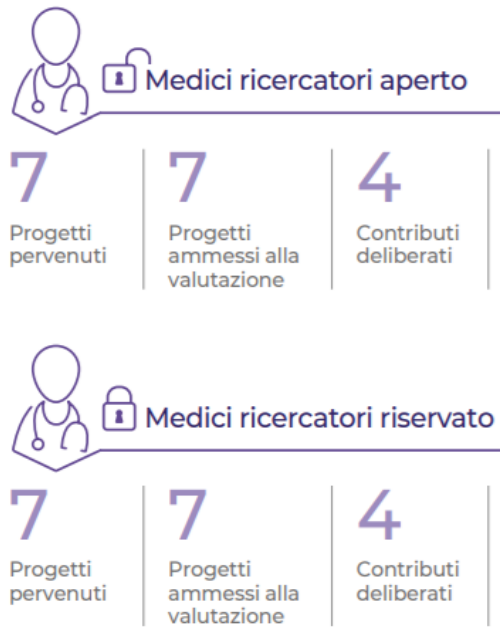 Medici ricercatori aperto
7
7
4
Progetti
pervenuti
Progetti
ammessi alla
valutazione
Contributi
deliberati
Medici ricercatori riservato
7
7
4
Progetti
pervenuti
Progetti
ammessi alla
valutazione
Contributi
deliberati